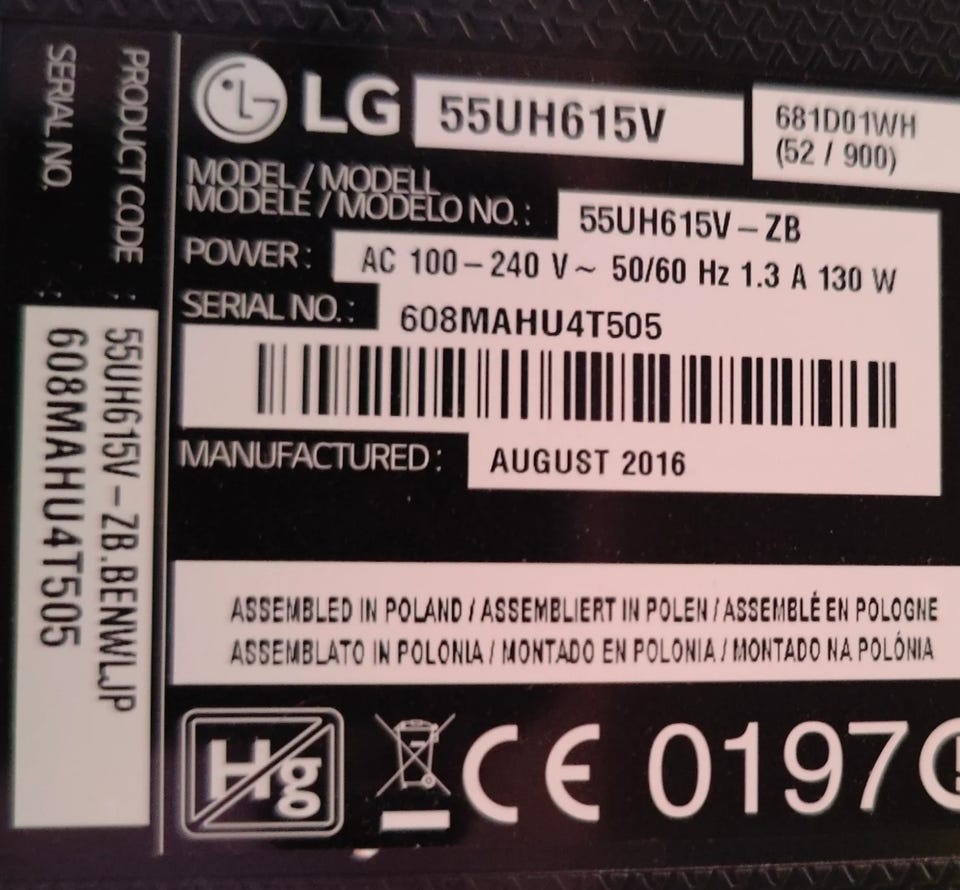 LG 55UH615V
681D01WH
(52 / 900)
MODEL / MODELL
MODELE / MODELO NO. : 55UH615V – ZB
POWER : AC 100 – 240 V~ 50/60 Hz 1.3 A 130 W
SERIAL NO. : 608MAHU4T505
MANUFACTURED : AUGUST 2016
ASSEMBLED IN POLAND / ASSEMBLIERT IN POLEN / ASSEMBLÉ EN POLOGNE
ASSEMBLATO IN POLONIA / MONTADO EN POLONIA / MONTADO NA POLÓNIA
Hg CE 0197
PRODUCT CODE : 55UH615V – ZB.BENWLJP
SERIAL NO. : 608MAHU4T505